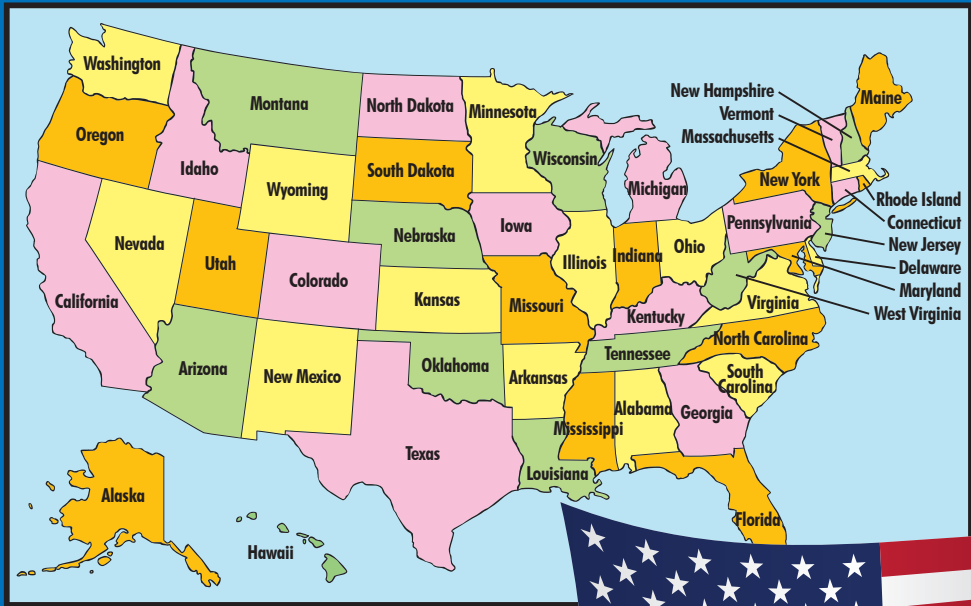 Washington
Oregon
Idaho
Montana
North Dakota
Minnesota
South Dakota
Wyoming
Wisconsin
Michigan
New Hampshire
Vermont
Massachusetts
Maine
New York
Rhode Island
Connecticut
New Jersey
Delaware
Maryland
West Virginia
Pennsylvania
Nevada
Utah
California
Colorado
Nebraska
Iowa
Kansas
Missouri
Illinois
Indiana
Ohio
Kentucky
Virginia
North Carolina
Tennessee
South
Carolina
Arizona
New Mexico
Oklahoma
Arkansas
Texas
Louisiana
Mississippi
Alabama
Georgia
Florida
Alaska
Hawaii